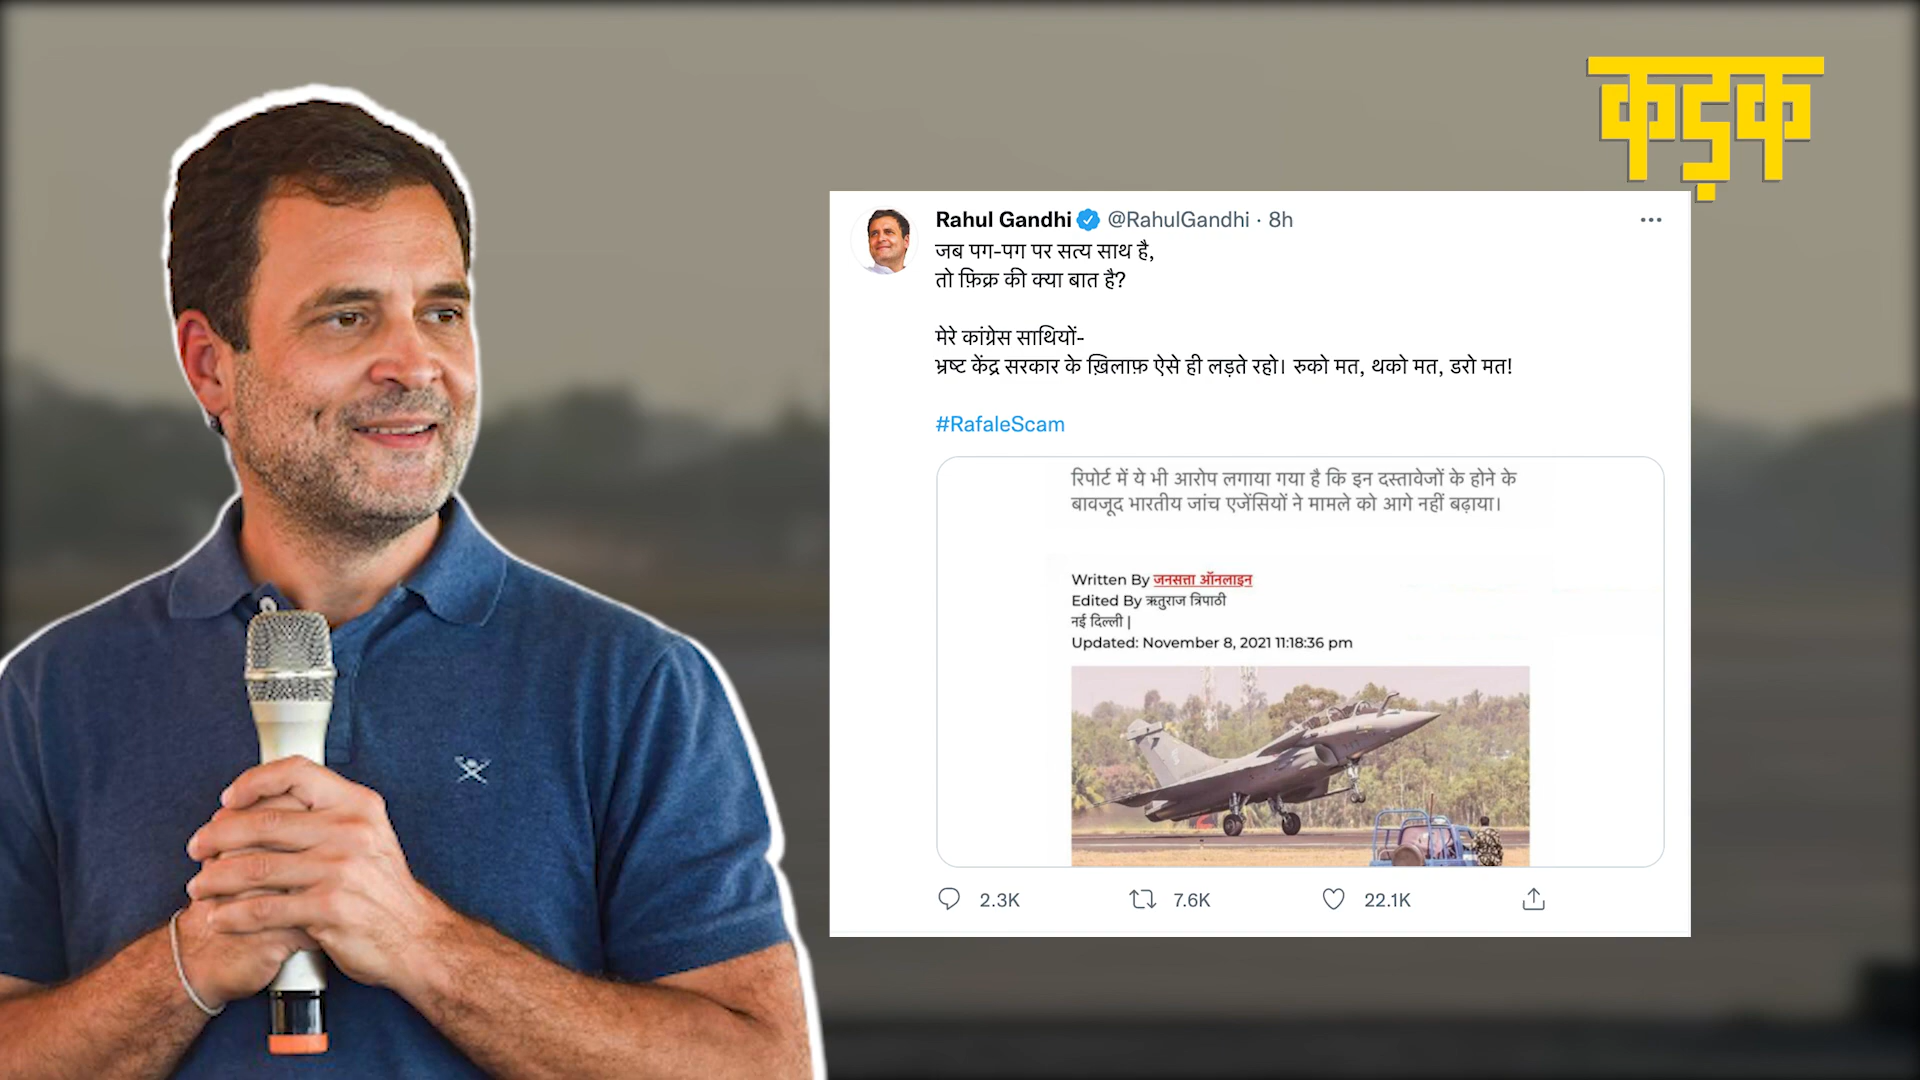 कड़क
Rahul Gandhi @RahulGandhi · 8h
जब पग-पग पर सत्य साथ है,
तो फ़िक्र की क्या बात है?
मेरे कांग्रेस साथियों-
भ्रष्ट केंद्र सरकार के ख़िलाफ़ ऐसे ही लड़ते रहो। रुको मत, थको मत, डरो मत!
#RafaleScam
रिपोर्ट में ये भी आरोप लगाया गया है कि इन दस्तावेजों के होने के
बावजूद भारतीय जांच एजेंसियों ने मामले को आगे नहीं बढ़ाया।
Written By जनसत्ता ऑनलाइन
Edited By ऋतुराज त्रिपाठी
नई दिल्ली |
Updated: November 8, 2021 11:18:36 pm
2.3K 7.6K 22.1K